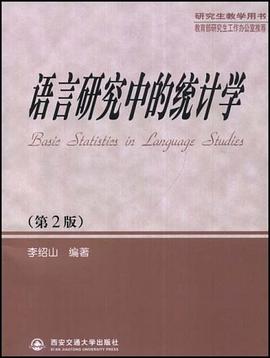 研究生教学用书
教育部研究生工作办公室推荐
语言研究中的统计学
Basic Statistics in Language Studies
(第2版)
李绍山 编著
西安交通大学出版社
XI'AN JIAOTONG UNIVERSITY PRESS